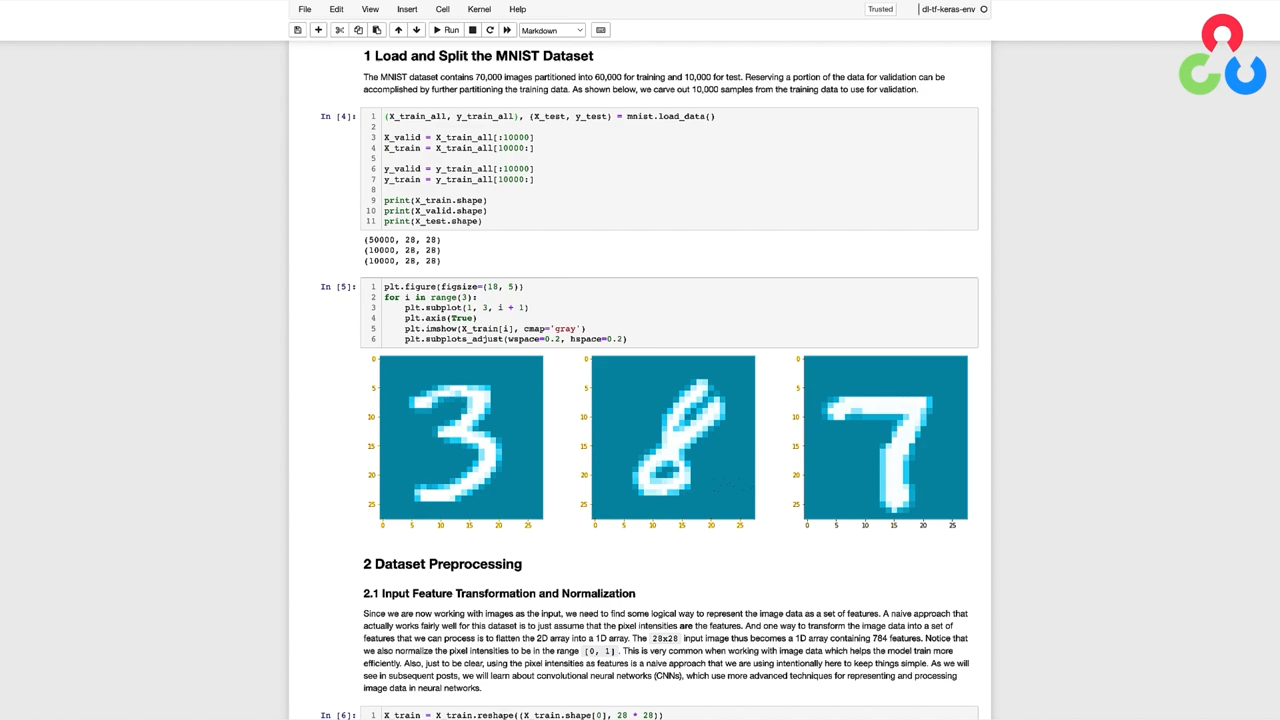 File Edit View Insert Cell Kernel Help Trusted dl-tf-keras-env
Run Markdown
1 Load and Split the MNIST Dataset
The MNIST dataset contains 70,000 images partitioned into 60,000 for training and 10,000 for test. Reserving a portion of the data for validation can be
accomplished by further partitioning the training data. As shown below, we carve out 10,000 samples from the training data to use for validation.
In [4]:
1 (X_train_all, y_train_all), (X_test, y_test) = mnist.load_data()
2
3 X_valid = X_train_all[:10000]
4 X_train = X_train_all[10000:]
5
6 y_valid = y_train_all[:10000]
7 y_train = y_train_all[10000:]
8
9 print(X_train.shape)
10 print(X_valid.shape)
11 print(X_test.shape)
(50000, 28, 28)
(10000, 28, 28)
(10000, 28, 28)
In [5]:
1 plt.figure(figsize=(18, 5))
2 for i in range(3):
3 plt.subplot(1, 3, i + 1)
4 plt.axis(True)
5 plt.imshow(X_train[i], cmap='gray')
6 plt.subplots_adjust(wspace=0.2, hspace=0.2)
0 0 0
5 5 5
10 10 10
15 15 15
20 20 20
25 25 25
3 8 7
0 5 10 15 20 25 0 5 10 15 20 25 0 5 10 15 20 25
2 Dataset Preprocessing
2.1 Input Feature Transformation and Normalization
Since we are now working with images as the input, we need to find some logical way to represent the image data as a set of features. A naive approach that
actually works fairly well for this dataset is to just assume that the pixel intensities are the features. And one way to transform the image data into a set of
features that we can process is to flatten the 2D array into a 1D array. The 28x28 input image thus becomes a 1D array containing 784 features. Notice that
we also normalize the pixel intensities to be in the range [0, 1]. This is very common when working with image data which helps the model train more
efficiently. Also, just to be clear, using the pixel intensities as features is a naive approach that we are using intentionally here to keep things simple. As we will
see in subsequent posts, we will learn about convolutional neural networks (CNNs), which use more advanced techniques for representing and processing
image data in neural networks.
In [6]: 1 X_train = X_train.reshape((X_train.shape[0], 28 * 28))